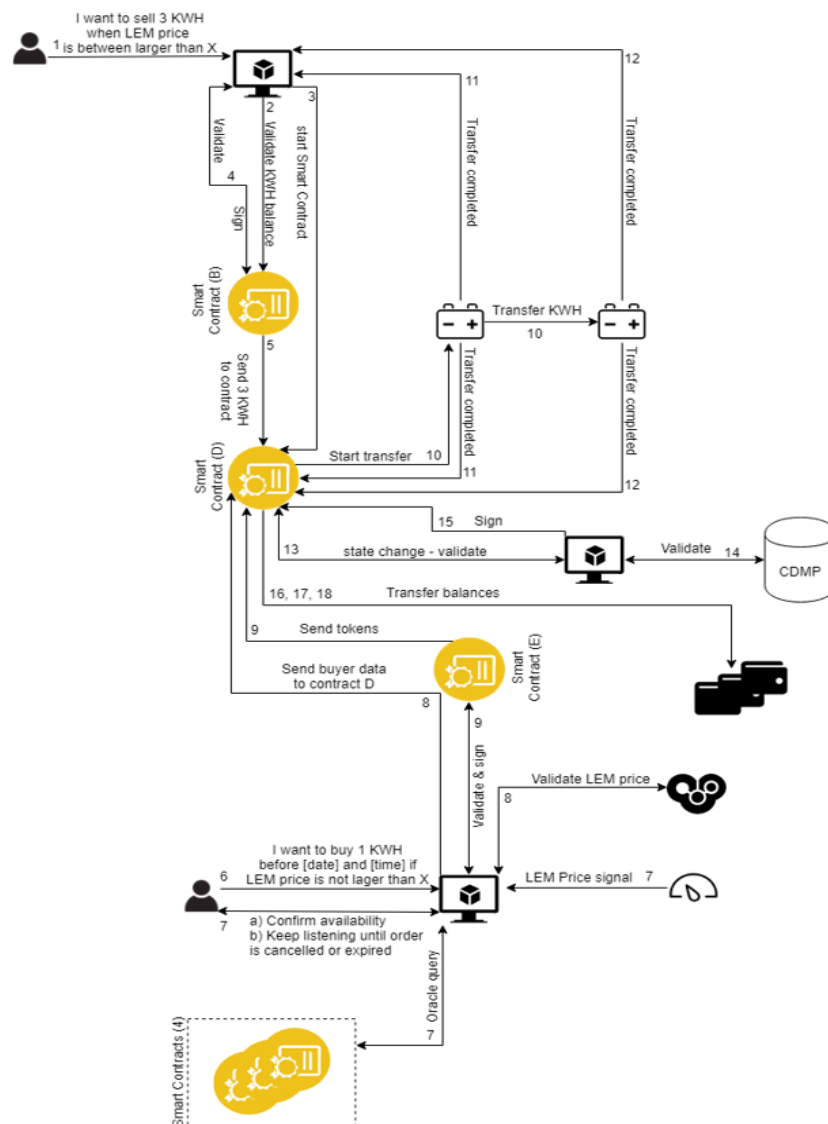 I want to sell 3 KWH
when LEM price
1 is between larger than X
12
11
2
3
Validate
4
Sign
Validate KWH balance
start Smart Contract
Transfer completed
Transfer completed
Smart
Contract (B)
5
Send 3 KWH
to contract
Transfer KWH
10
− +
− +
Transfer completed
Transfer completed
Smart
Contract (D)
Start transfer 10
11
12
15 Sign
13 state change - validate
Validate 14
CDMP
16, 17, 18 Transfer balances
9 Send tokens
Send buyer data
to contract D
8
Smart
Contract (E)
9
Validate & sign
Validate LEM price
8
I want to buy 1 KWH
before [date] and [time] if
6 LEM price is not lager than X
LEM Price signal 7
7 a) Confirm availability
b) Keep listening until order
is cancelled or expired
Oracle query
7
Smart Contracts (4)